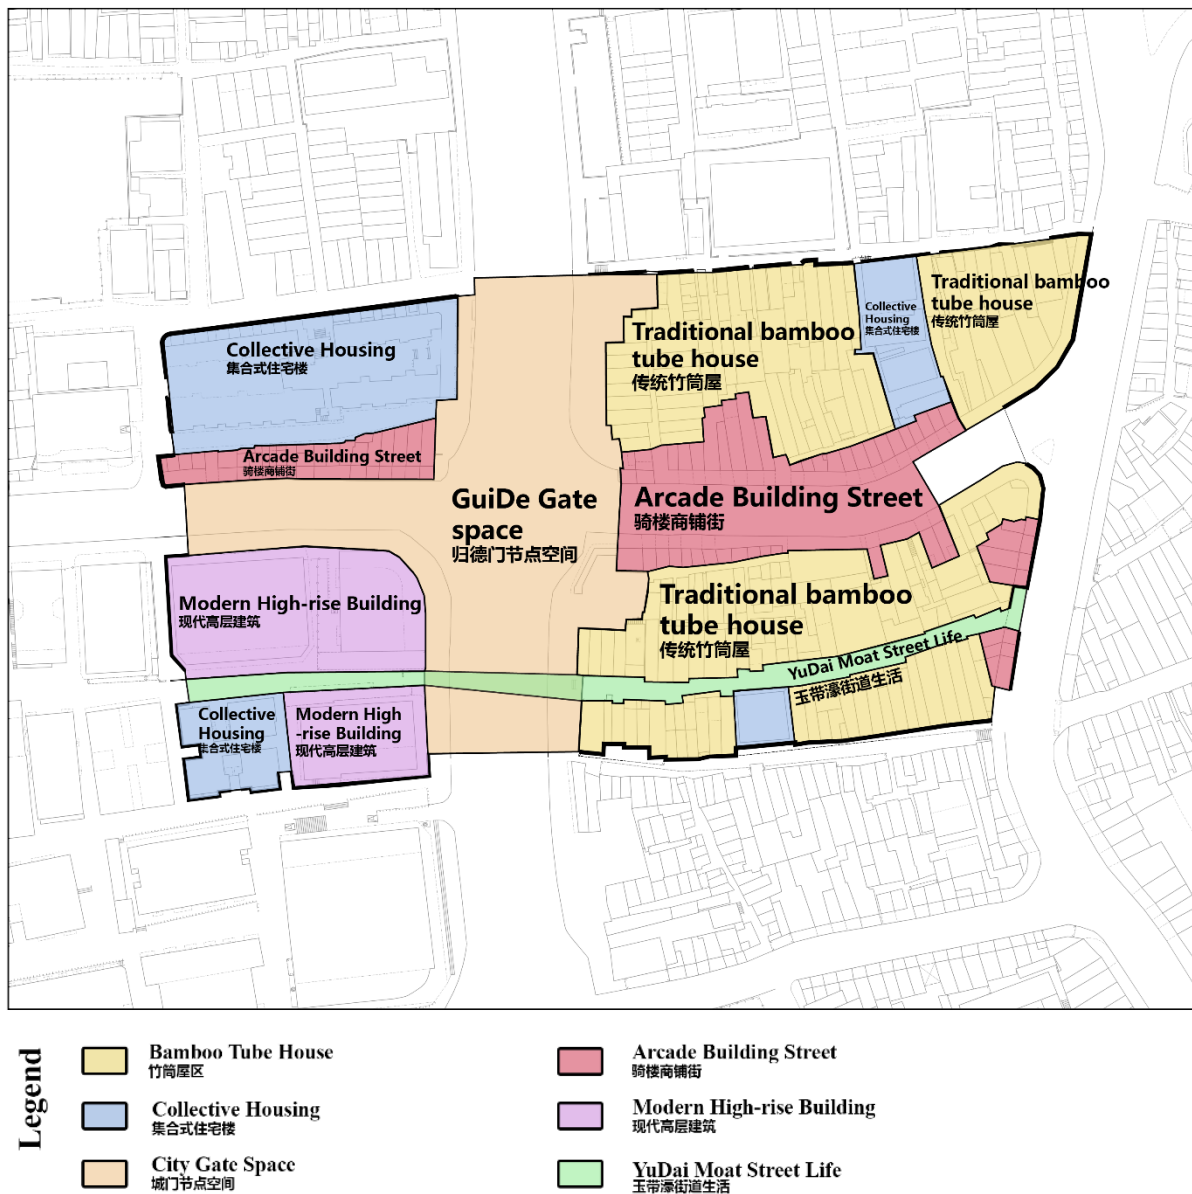 Traditional bamboo
tube house
传统竹筒屋
Collective
Housing
集合式住宅楼
Traditional bamboo
tube house
传统竹筒屋
Collective Housing
集合式住宅楼
Arcade Building Street
骑楼商铺街
GuiDe Gate
space
归德门节点空间
Arcade Building Street
骑楼商铺街
Modern High-rise Building
现代高层建筑
Traditional bamboo
tube house
传统竹筒屋
YuDai Moat Street Life
玉带濠街道生活
Collective
Housing
集合式住宅楼
Modern High
-rise Building
现代高层建筑
Legend
Bamboo Tube House
竹筒屋区
Arcade Building Street
骑楼商铺街
Collective Housing
集合式住宅楼
Modern High-rise Building
现代高层建筑
City Gate Space
城门节点空间
YuDai Moat Street Life
玉带濠街道生活